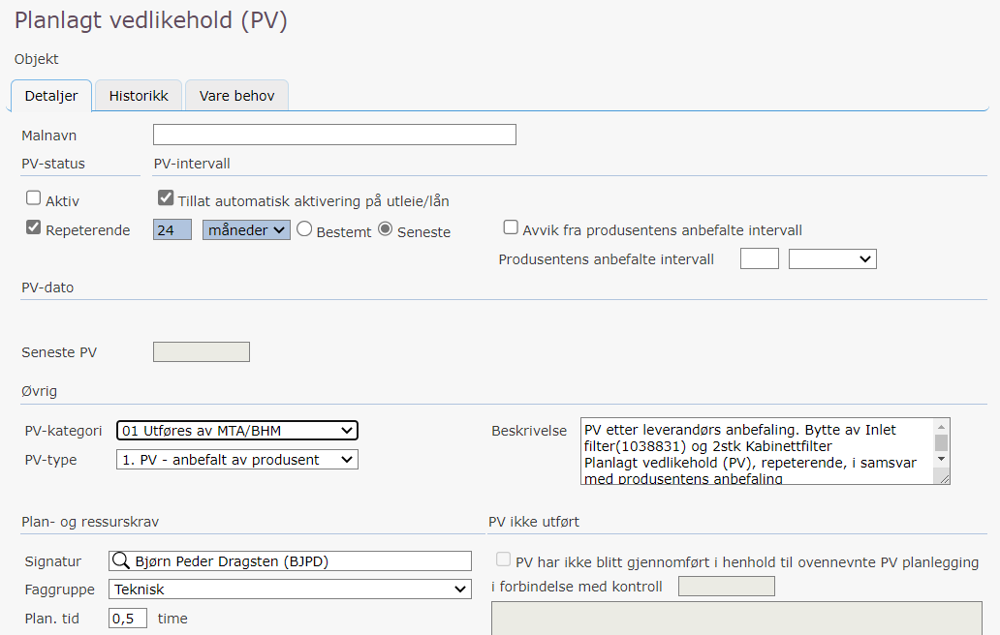 Planlagt vedlikehold (PV)
Objekt
Detaljer Historikk Vare behov
Malnavn
PV-status PV-intervall
Aktiv Tillat automatisk aktivering på utleie/lån
Repeterende 24 måneder Bestemt Seneste Avvik fra produsentens anbefalte intervall
Produsentens anbefalte intervall
PV-dato
Seneste PV
Øvrig
PV-kategori 01 Utføres av MTA/BHM
PV-type 1. PV - anbefalt av produsent
Beskrivelse PV etter leverandørs anbefaling. Bytte av Inlet
filter(1038831) og 2stk Kabinettfilter
Planlagt vedlikehold (PV), repeterende, i samsvar
med produsentens anbefaling
Plan- og ressurskrav
Signatur Bjørn Peder Dragsten (BJPD)
Faggruppe Teknisk
Plan. tid 0,5 time
PV ikke utført
PV har ikke blitt gjennomført i henhold til ovennevnte PV planlegging
i forbindelse med kontroll